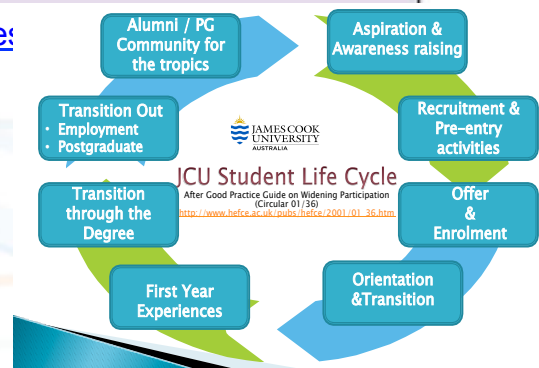 es
Alumni / PG
Community for
the tropics
Aspiration &
Awareness raising
Transition Out
• Employment
• Postgraduate
Recruitment &
Pre-entry
activities
JAMES COOK
UNIVERSITY
AUSTRALIA
JCU Student Life Cycle
After Good Practice Guide on Widening Participation
(Circular 01/36)
http://www.hefce.ac.uk/pubs/hefce/2001/01_36.htm
Transition
through the
Degree
Offer
&
Enrolment
First Year
Experiences
Orientation
&Transition